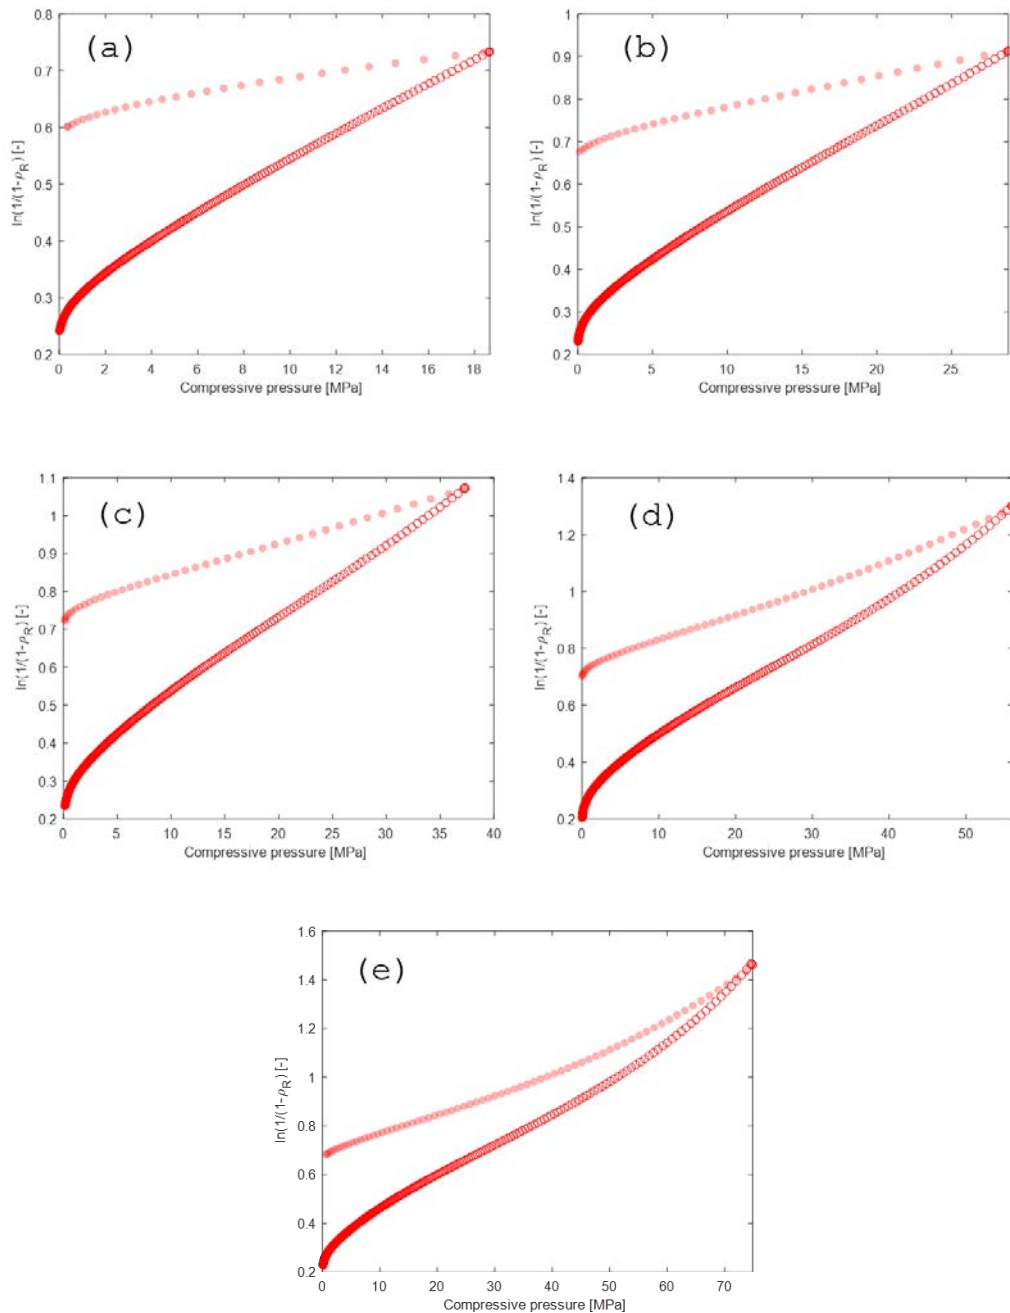 (a)
0.8
0.7
0.6
0.5
0.4
0.3
0.2
ln(1/(1-ρR) [-]
0 2 4 6 8 10 12 14 16 18
Compressive pressure [MPa]
(b)
1
0.9
0.8
0.7
0.6
0.5
0.4
0.3
0.2
ln(1/(1-ρR) [-]
0 5 10 15 20 25
Compressive pressure [MPa]
(c)
1.1
1
0.9
0.8
0.7
0.6
0.5
0.4
0.3
0.2
ln(1/(1-ρR) [-]
0 5 10 15 20 25 30 35 40
Compressive pressure [MPa]
(d)
1.4
1.2
1
0.8
0.6
0.4
0.2
ln(1/(1-ρR) [-]
0 10 20 30 40 50
Compressive pressure [MPa]
(e)
1.6
1.4
1.2
1
0.8
0.6
0.4
0.2
ln(1/(1-ρR) [-]
0 10 20 30 40 50 60 70
Compressive pressure [MPa]